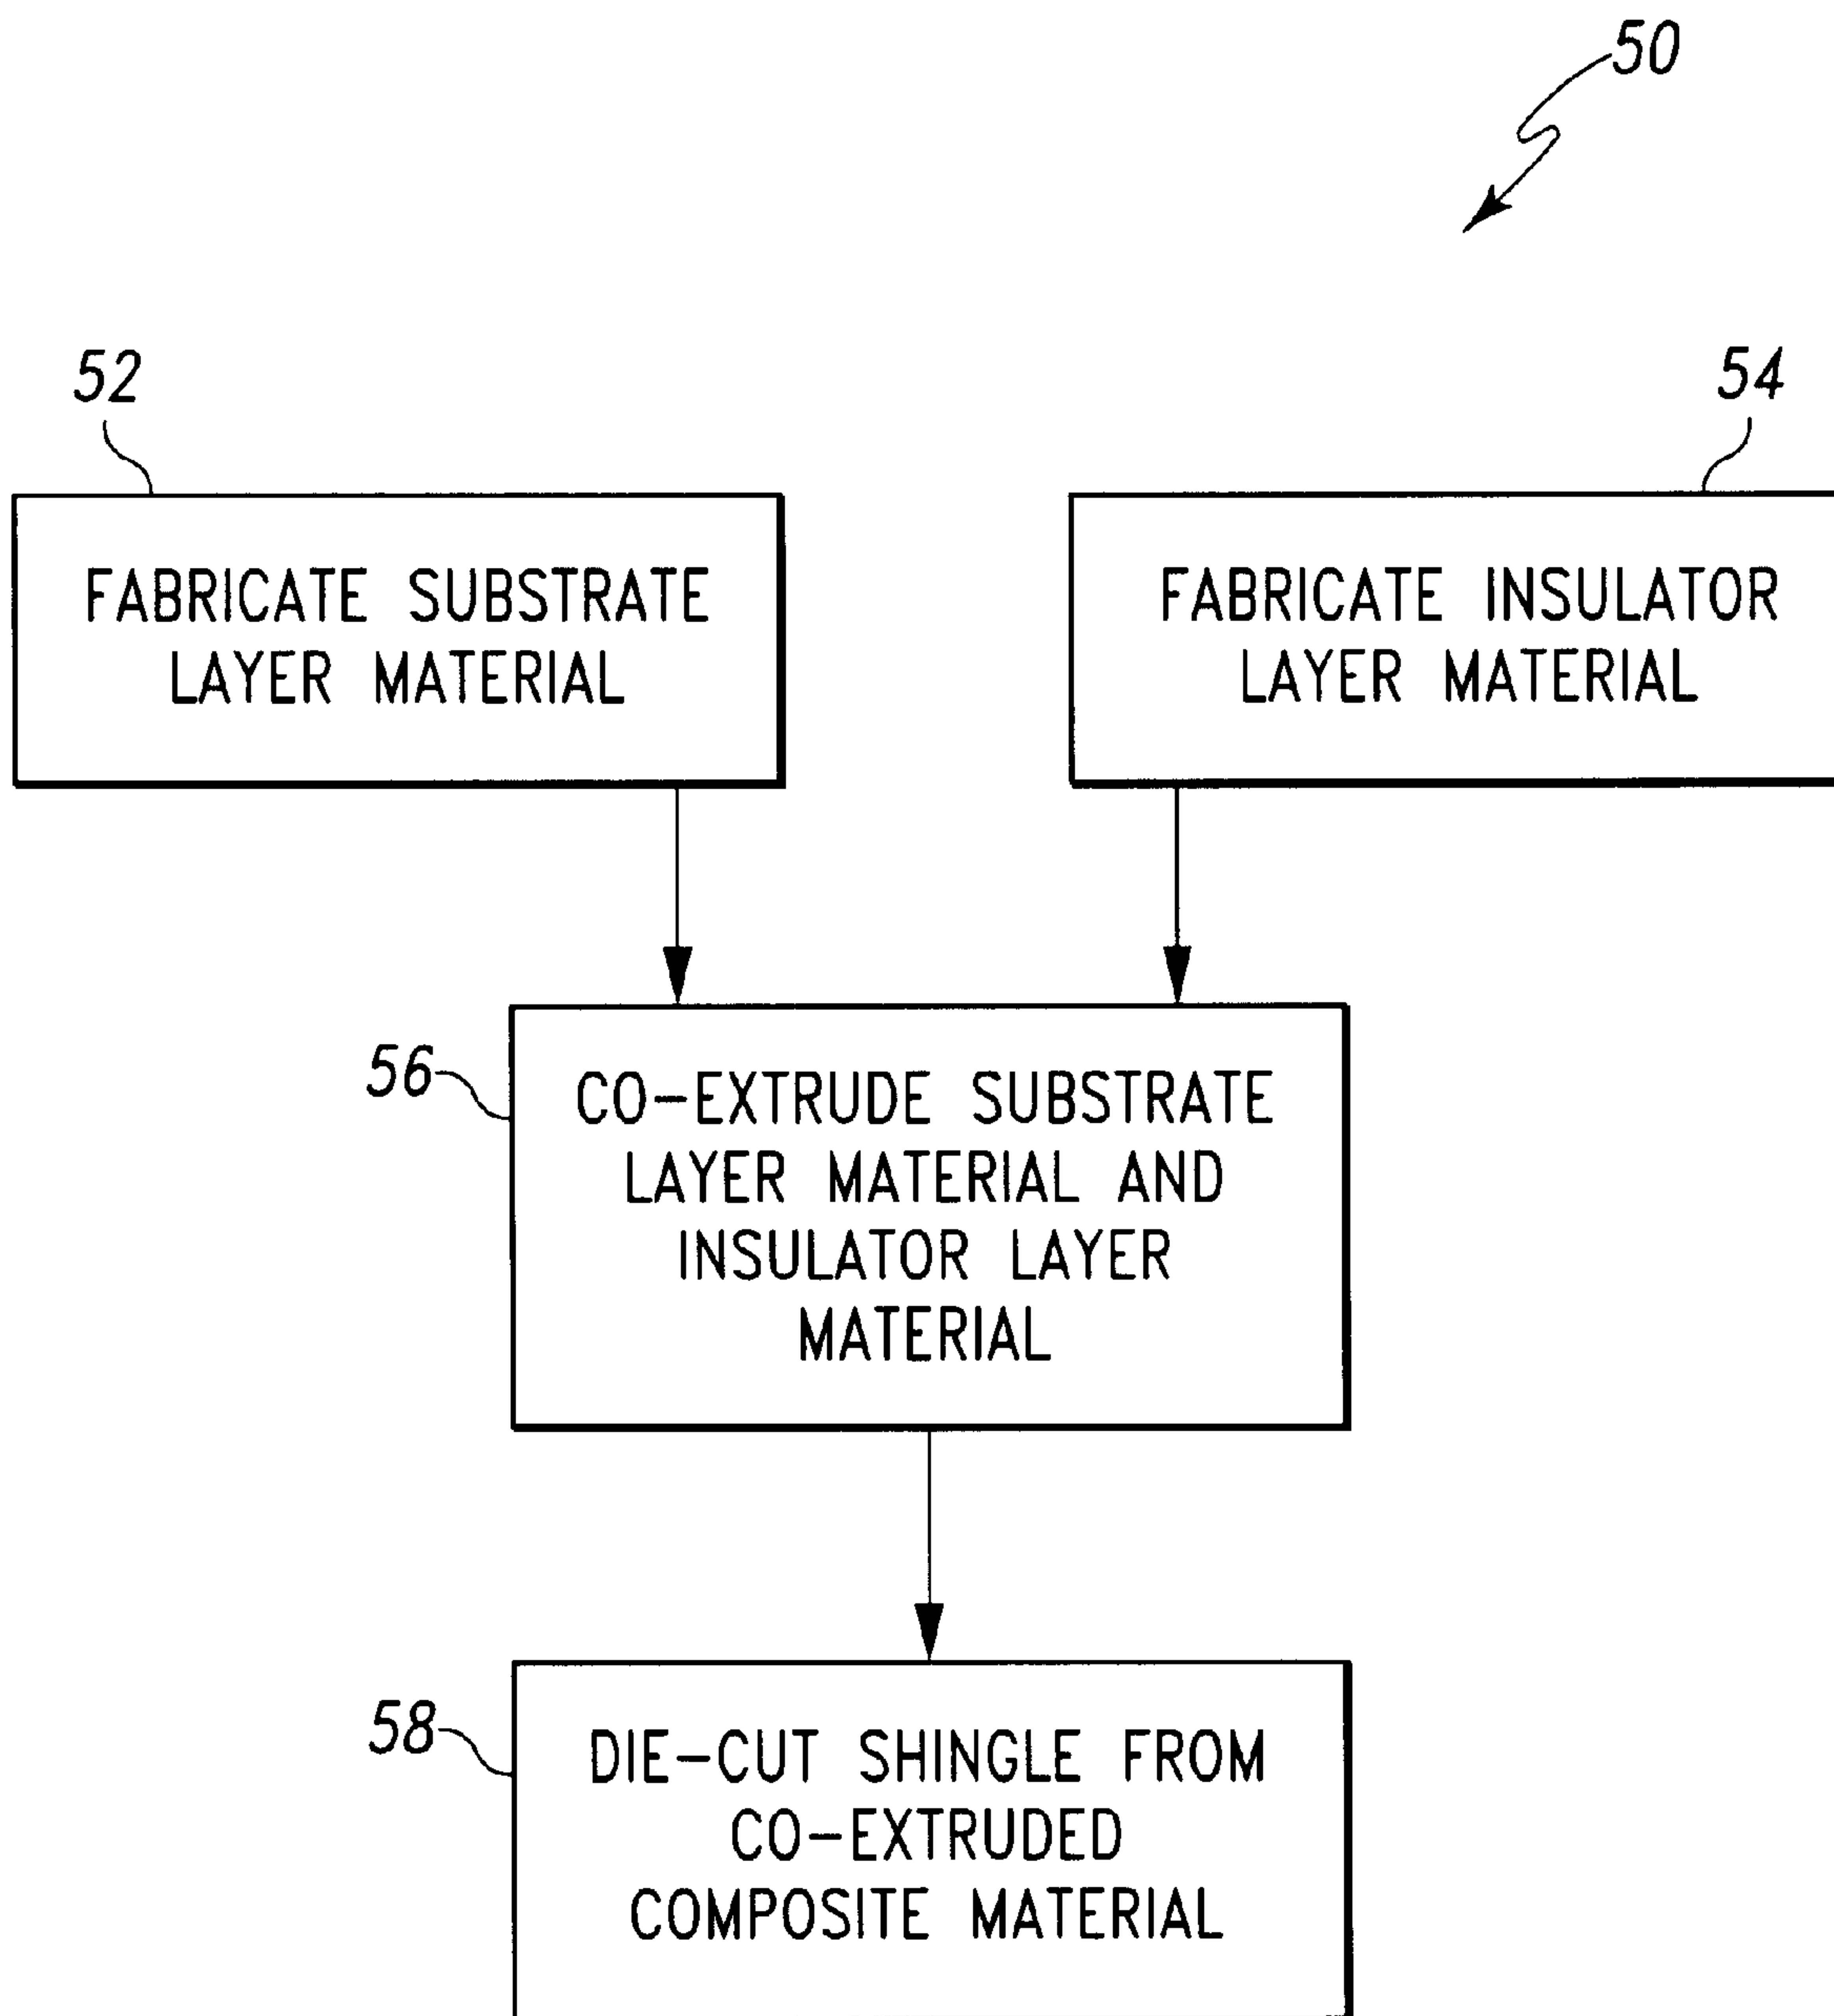 50
52
54
FABRICATE SUBSTRATE
LAYER MATERIAL
FABRICATE INSULATOR
LAYER MATERIAL
56
CO-EXTRUDE SUBSTRATE
LAYER MATERIAL AND
INSULATOR LAYER
MATERIAL
58
DIE-CUT SHINGLE FROM
CO-EXTRUDED
COMPOSITE MATERIAL